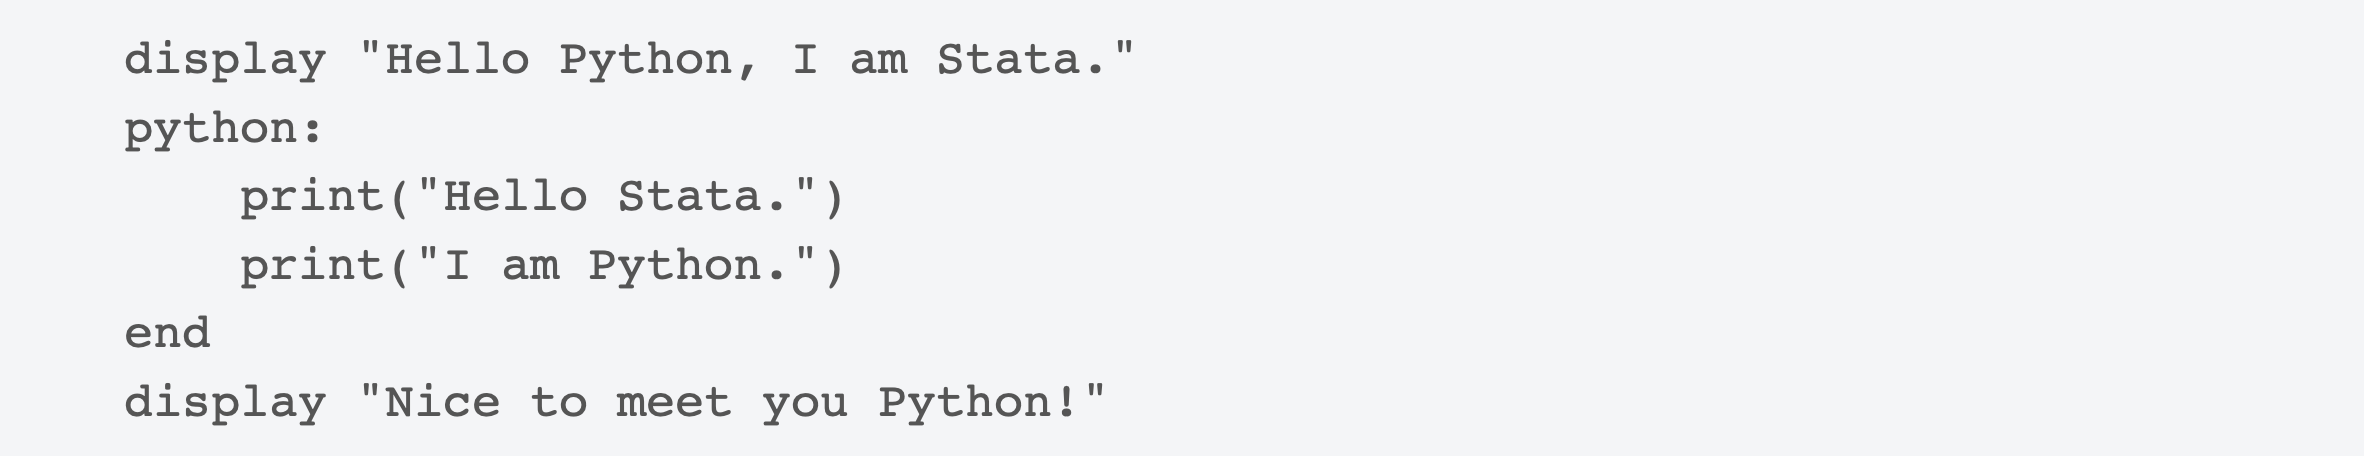 display "Hello Python, I am Stata."
python:
    print("Hello Stata.")
    print("I am Python.")
end
display "Nice to meet you Python!"